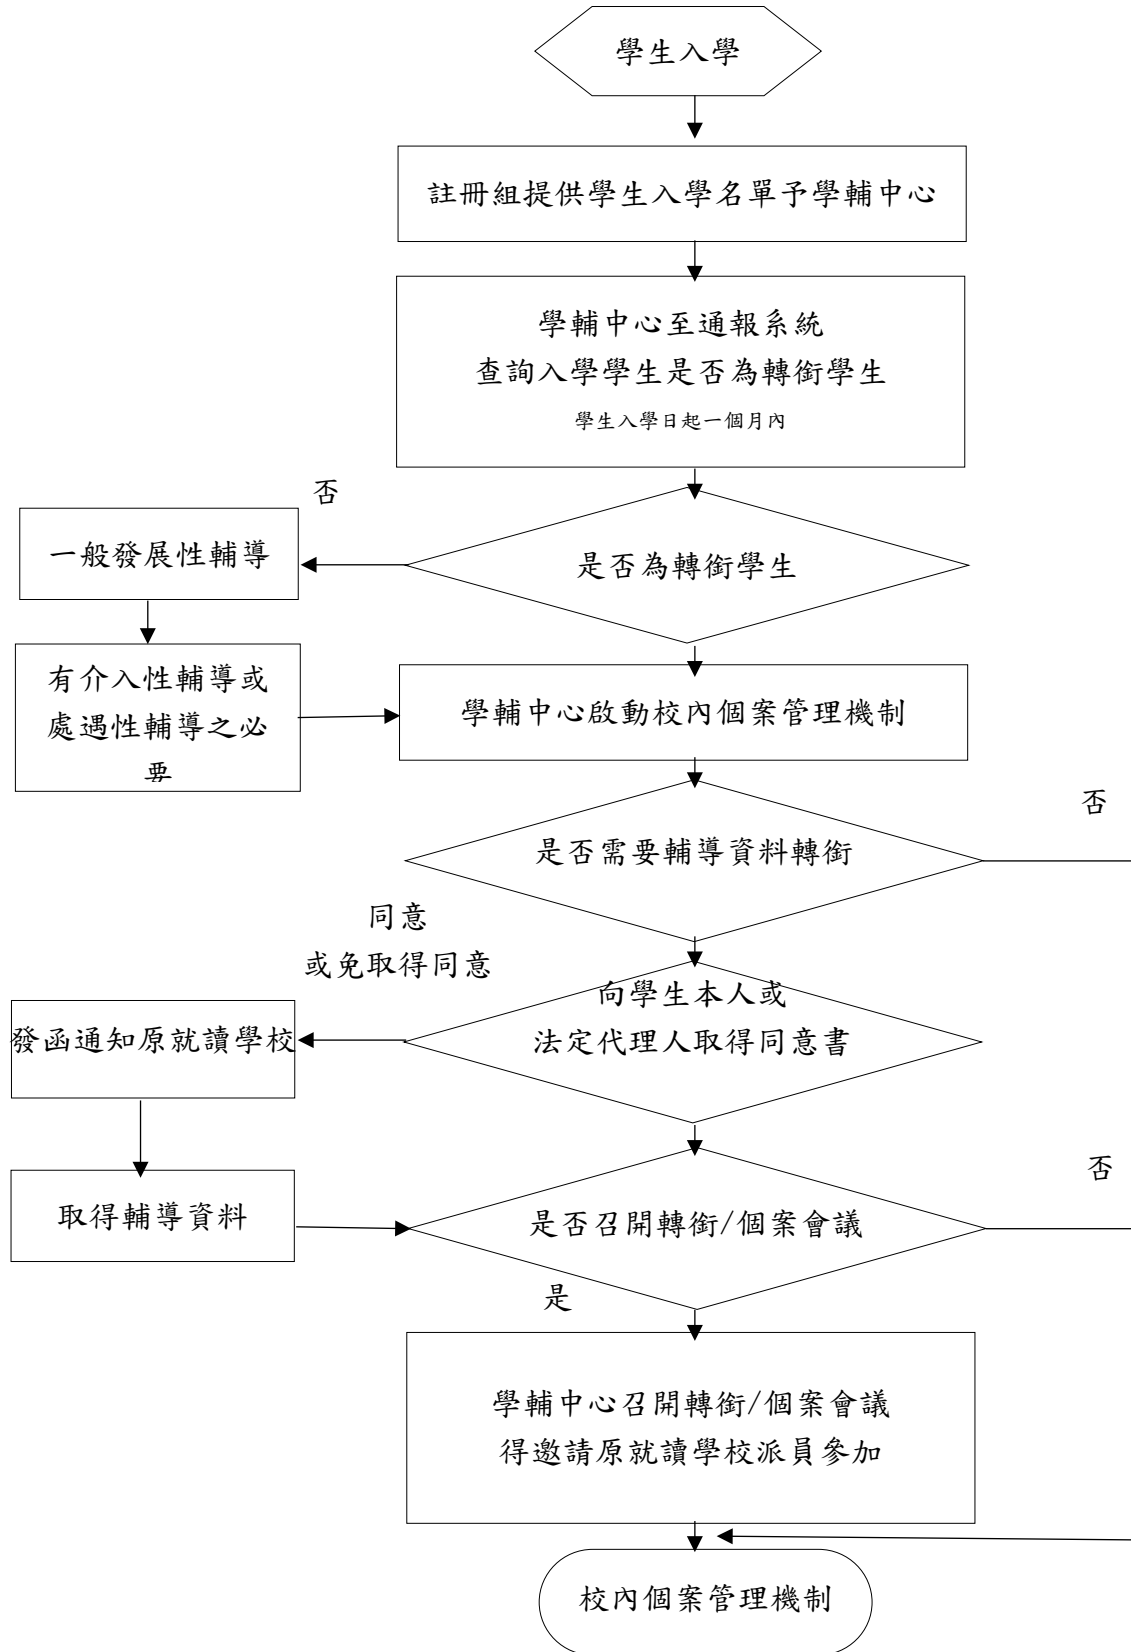 學生入學
註冊組提供學生入學名單予學輔中心
學輔中心至通報系統
查詢入學學生是否為轉銜學生
學生入學日起一個月內
否
一般發展性輔導
是否為轉銜學生
有介入性輔導或
處遇性輔導之必
要
學輔中心啟動校內個案管理機制
否
是否需要輔導資料轉銜
同意
或免取得同意
向學生本人或
法定代理人取得同意書
發函通知原就讀學校
否
取得輔導資料
是否召開轉銜/個案會議
是
學輔中心召開轉銜/個案會議
得邀請原就讀學校派員參加
校內個案管理機制